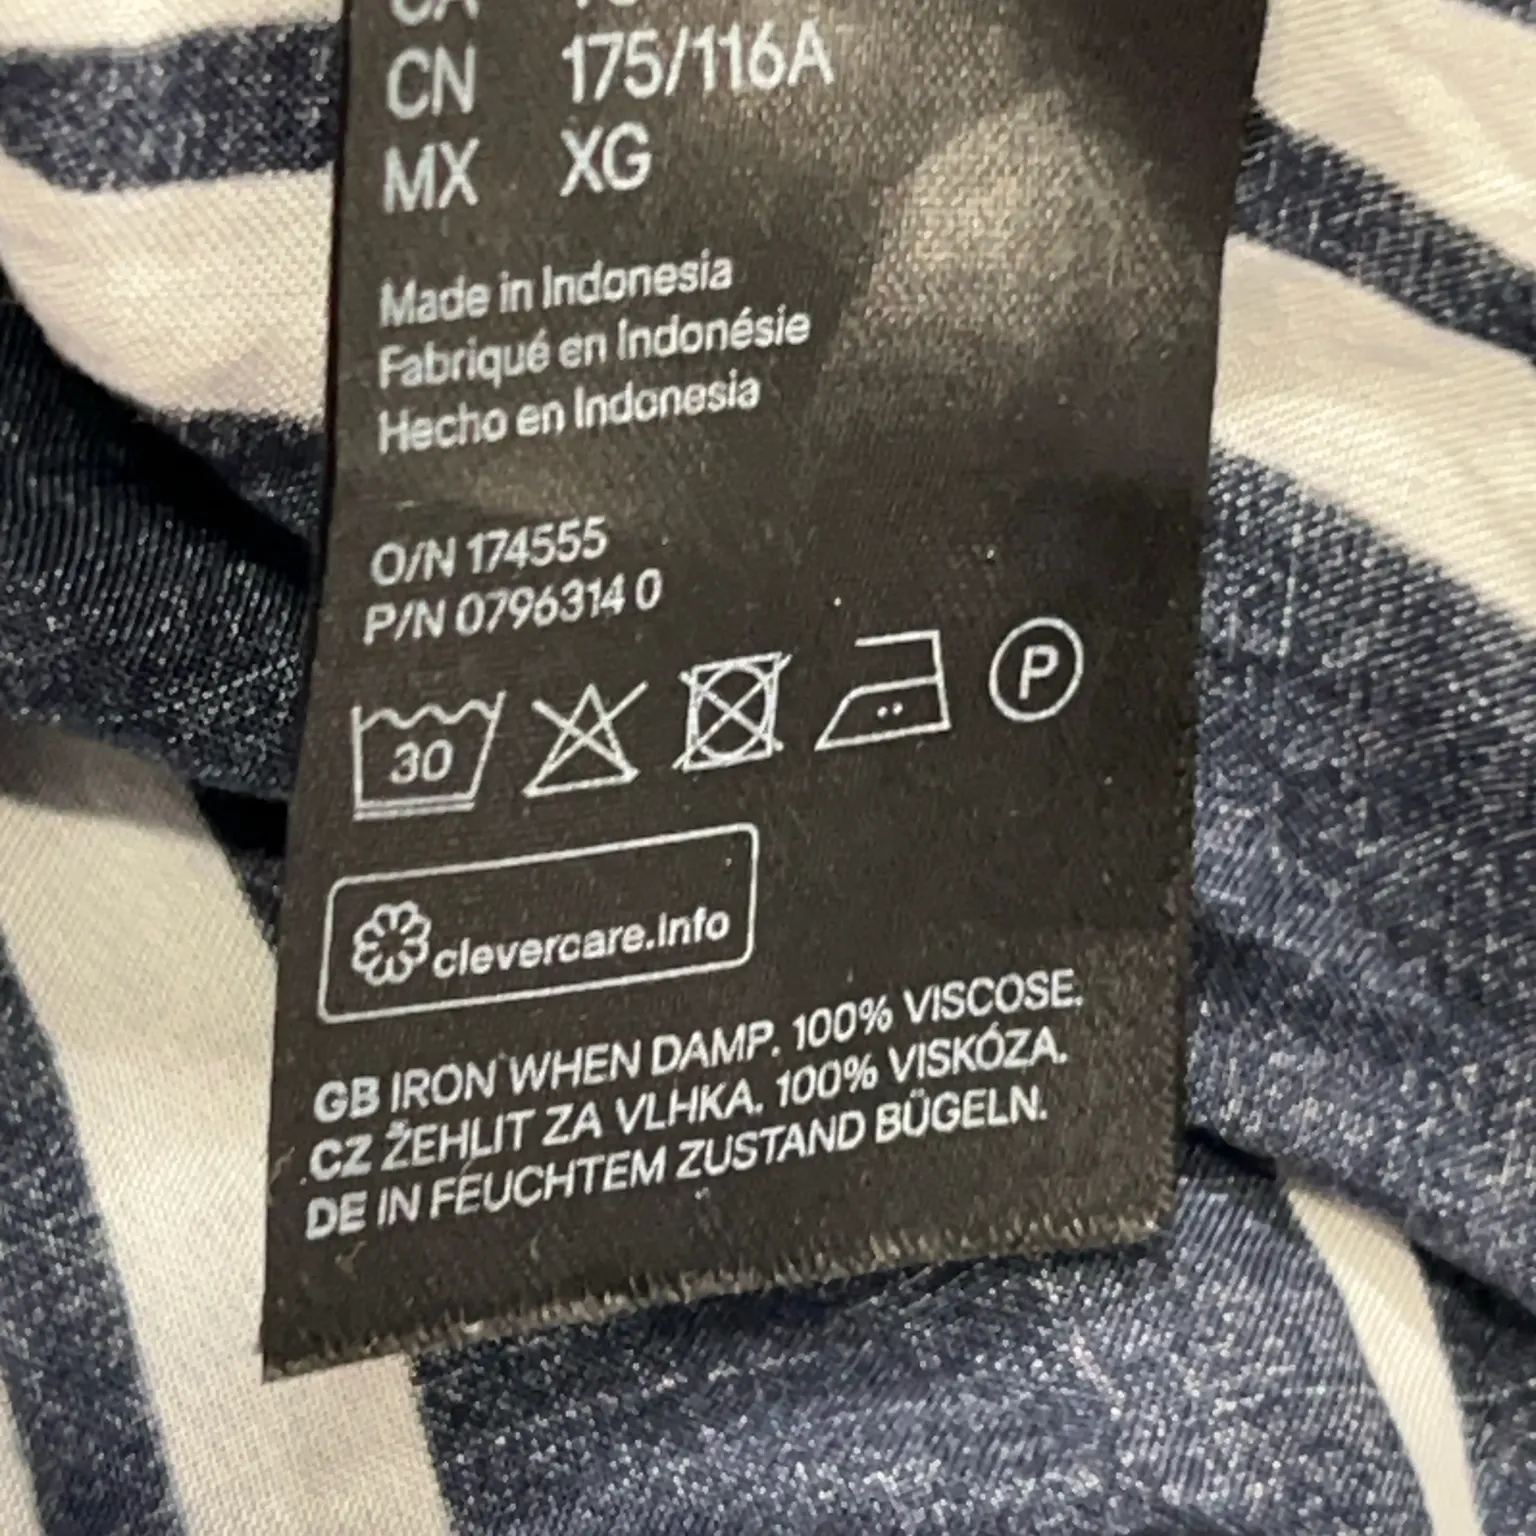 CN 175/116A
MX XG
Made in Indonesia
Fabriqué en Indonésie
Hecho en Indonesia
O/N 174555
P/N 0796314 0
30
P
clevercare.info
GB IRON WHEN DAMP. 100% VISCOSE.
CZ ŽEHLIT ZA VLHKA. 100% VISKÓZA.
DE IN FEUCHTEM ZUSTAND BÜGELN.